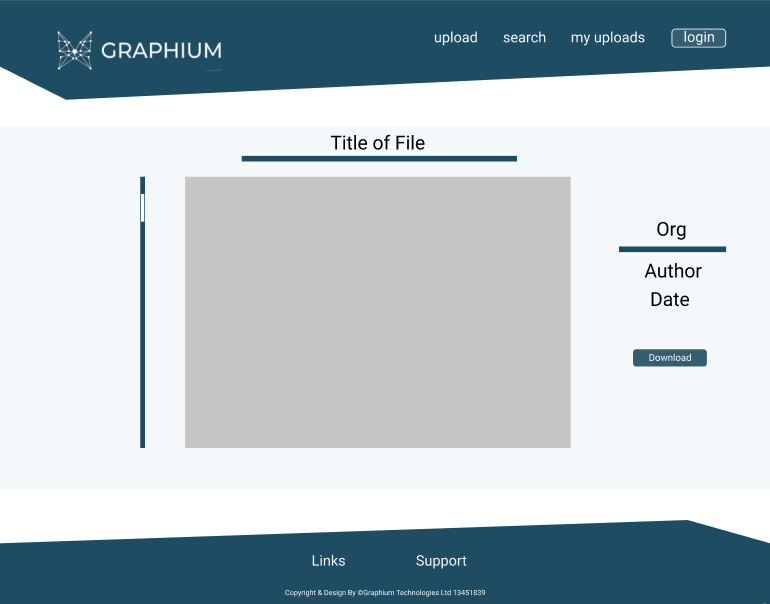 GRAPHIUM
upload search my uploads login
Title of File
Org
Author
Date
Download
Links Support
Copyright & Design By ©Graphium Technologies Ltd 13451839